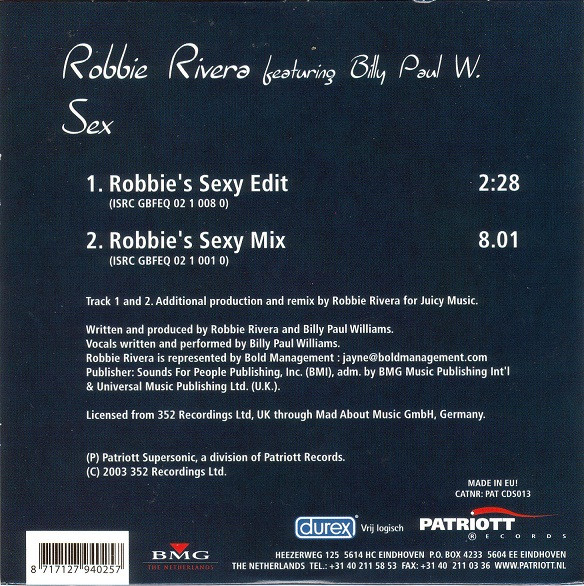 Robbie Rivera featuring Billy Paul W.
Sex
1. Robbie's Sexy Edit 2:28
(ISRC GBFEQ 02 1 008 0)
2. Robbie's Sexy Mix 8.01
(ISRC GBFEQ 02 1 001 0)
Track 1 and 2. Additional production and remix by Robbie Rivera for Juicy Music.
Written and produced by Robbie Rivera and Billy Paul Williams.
Vocals written and performed by Billy Paul Williams.
Robbie Rivera is represented by Bold Management : jayne@boldmanagement.com
Publisher: Sounds For People Publishing, Inc. (BMI), adm. by BMG Music Publishing Int'l
& Universal Music Publishing Ltd. (U.K.).
Licensed from 352 Recordings Ltd, UK through Mad About Music GmbH, Germany.
(P) Patriott Supersonic, a division of Patriott Records.
(C) 2003 352 Recordings Ltd.
MADE IN EU!
CATNR: PAT CDS013
durex® Vrij logisch
PATRIOTT
® RECORDS
BMG
THE NETHERLANDS
8 717127 940257
HEEZERWEG 125 5614 HC EINDHOVEN P.O. BOX 4233 5604 EE EINDHOVEN
THE NETHERLANDS TEL.: +31 40 211 58 53 FAX +31 40 211 03 36 WWW.PATRIOTT.NL